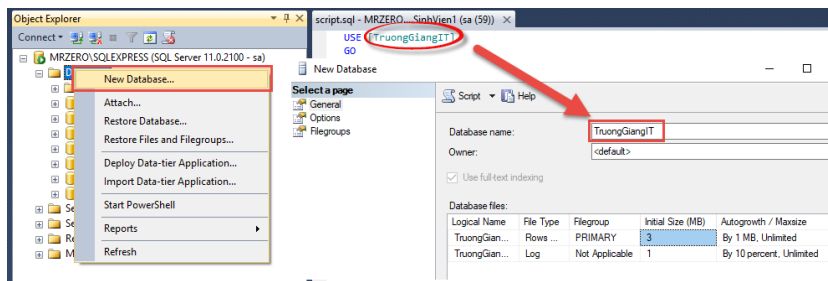 Object Explorer
Connect
MRZERO\SQLEXPRESS (SQL Server 11.0.2100 - sa)
D
New Database...
Attach...
Restore Database...
Restore Files and Filegroups...
Deploy Data-tier Application...
Import Data-tier Application...
Start PowerShell
Reports
Refresh
Se
Se
Re
M
script.sql - MRZERO....SinhVien1 (sa (59))
USE [TruongGiangIT]
GO
New Database
Select a page
General
Options
Filegroups
Script
Help
Database name:
TruongGiangIT
Owner:
<default>
Use full-text indexing
Database files:
Logical Name File Type Filegroup Initial Size (MB) Autogrowth / Maxsize
TruongGian... Rows ... PRIMARY 3 By 1 MB, Unlimited
TruongGian... Log Not Applicable 1 By 10 percent, Unlimited